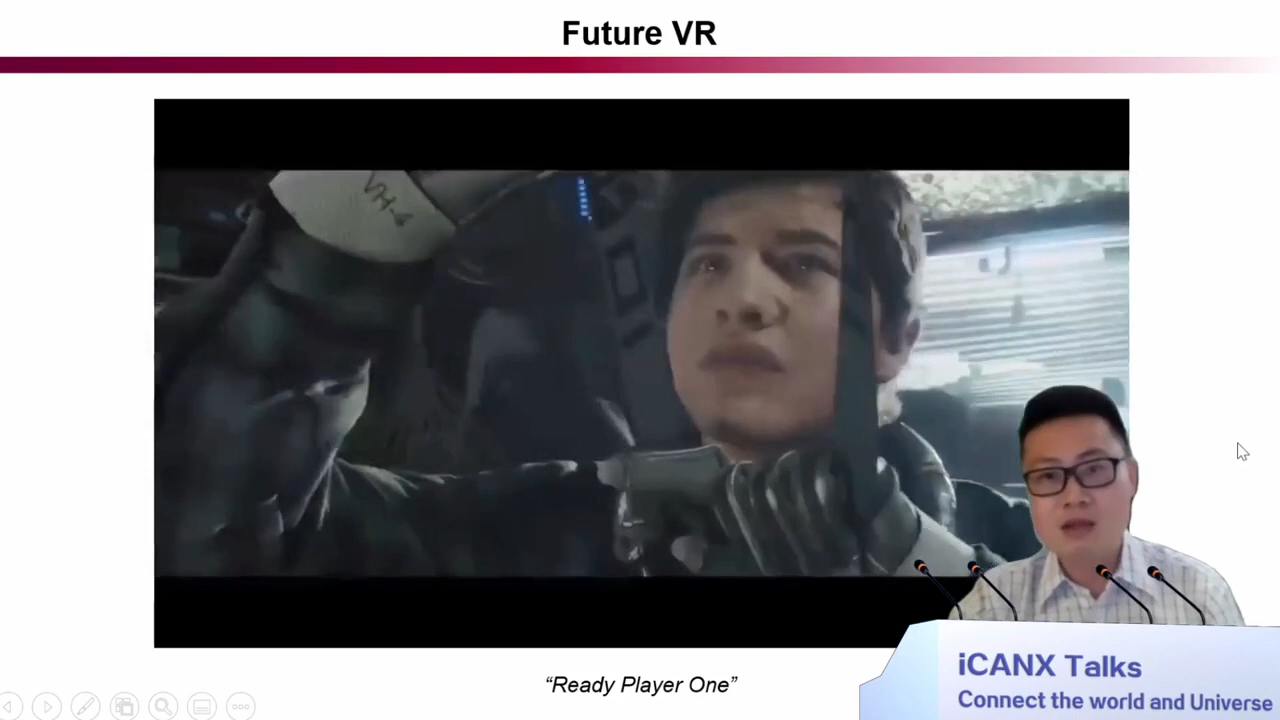 Future VR
“Ready Player One”
iCANX Talks
Connect the world and Universe